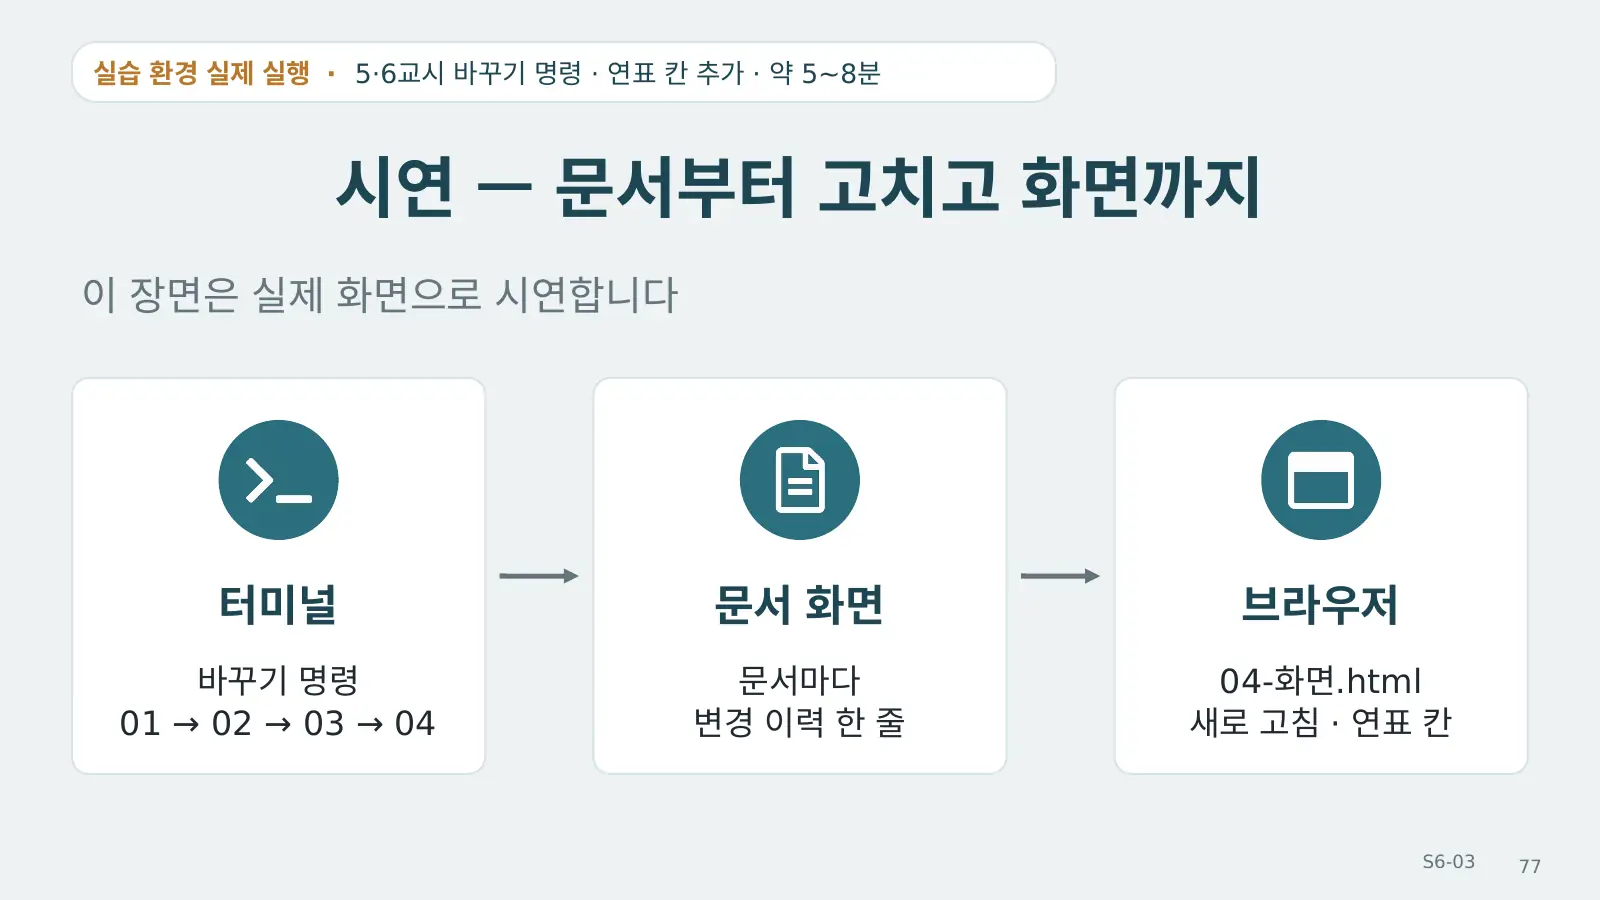 실습 환경 실제 실행 · 5·6교시 바꾸기 명령 · 연표 칸 추가 · 약 5~8분
시연 — 문서부터 고치고 화면까지
이 장면은 실제 화면으로 시연합니다
터미널
바꾸기 명령
01 → 02 → 03 → 04
문서 화면
문서마다
변경 이력 한 줄
브라우저
04-화면.html
새로 고침 · 연표 칸
S6-03
77